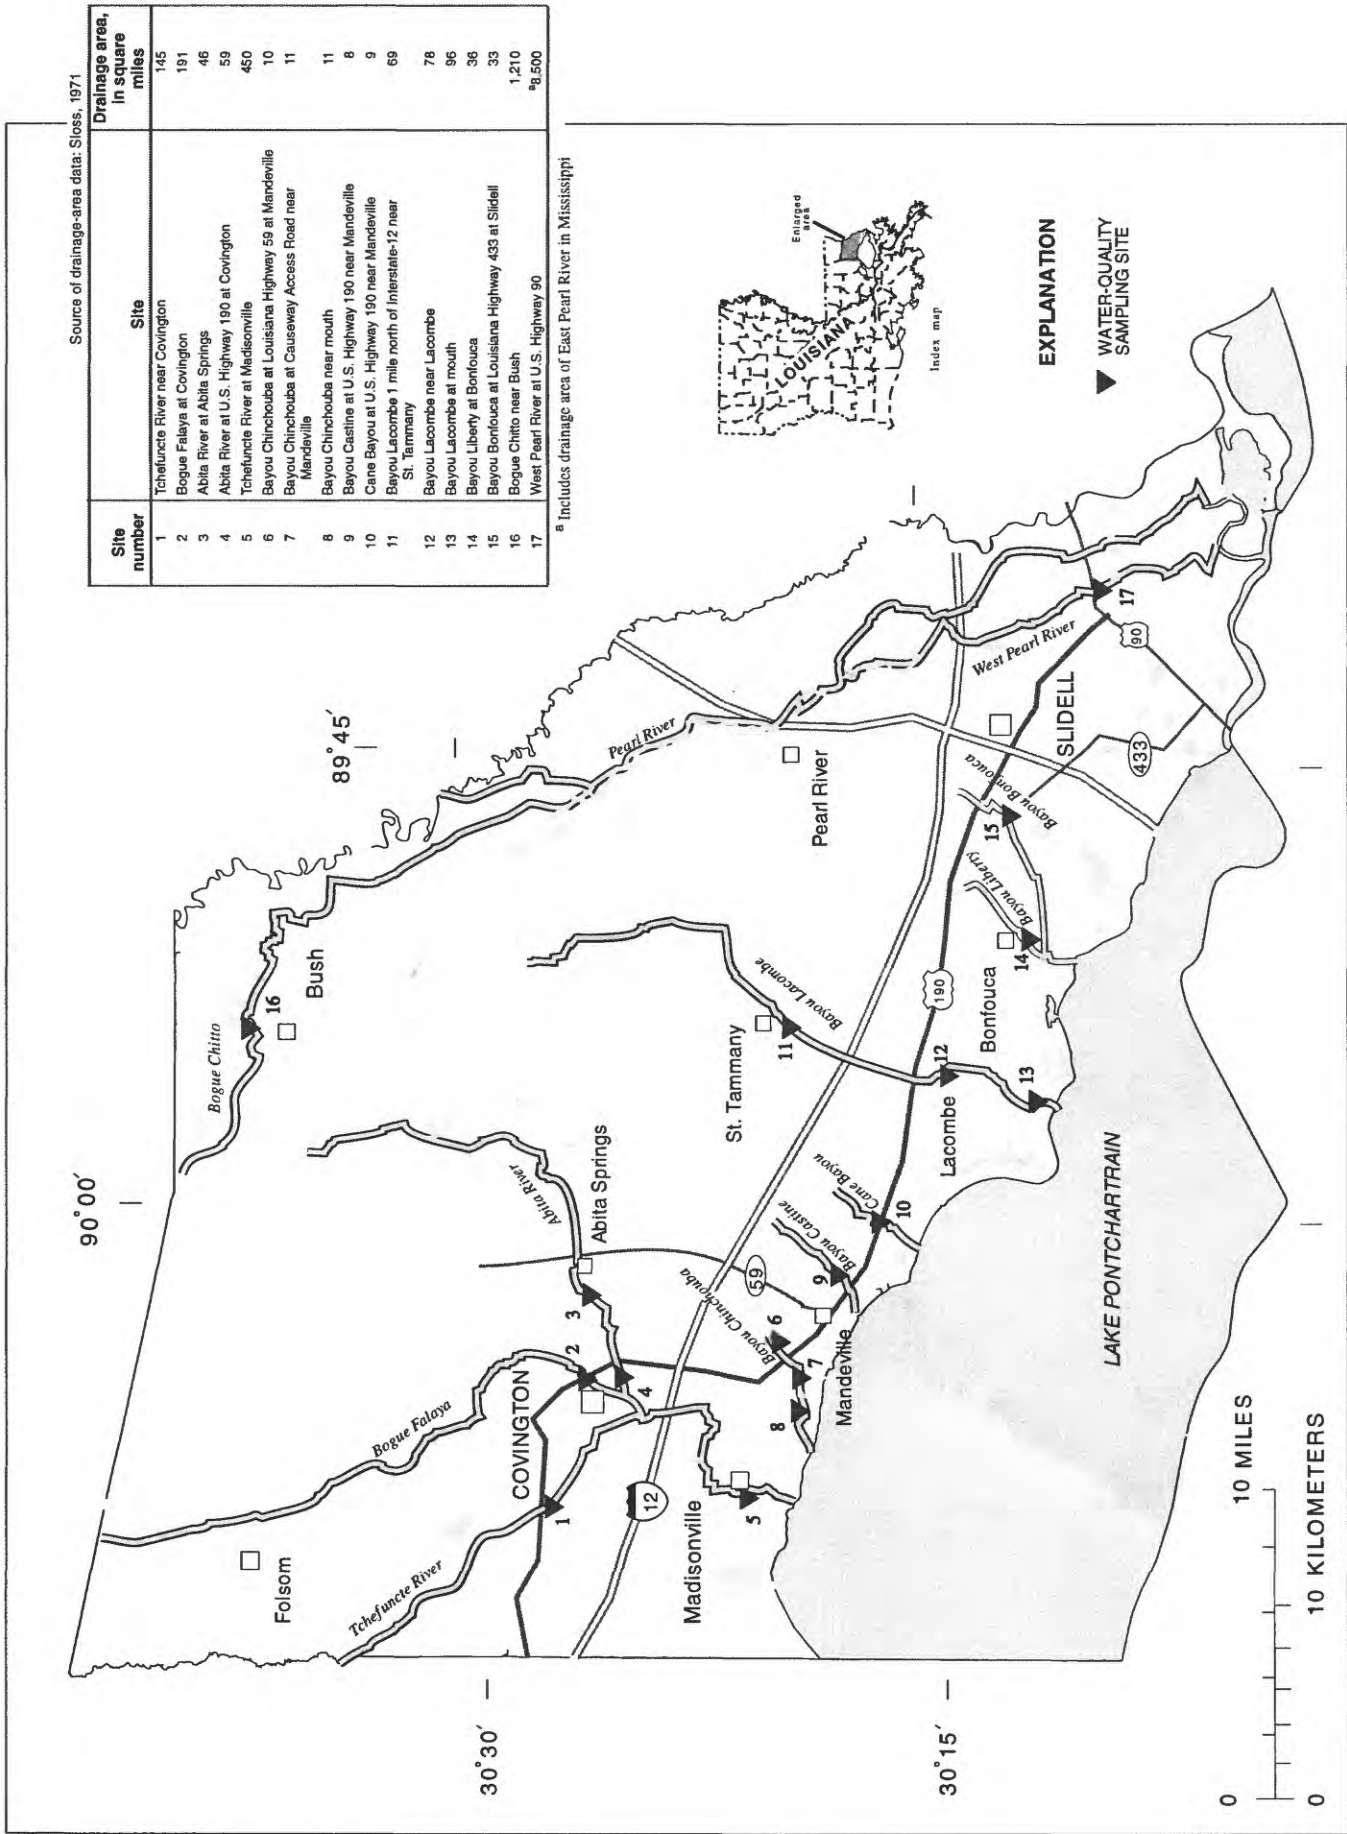 Source of drainage-area data: Sloss, 1971
Site number Site Drainage area, in square miles
1 Tchefuncte River near Covington 145
2 Bogue Falaya at Covington 191
3 Abita River at Abita Springs 46
4 Abita River at U.S. Highway 190 at Covington 59
5 Tchefuncte River at Madisonville 450
6 Bayou Chinchouba at Louisiana Highway 59 at Mandeville 10
7 Bayou Chinchouba at Causeway Access Road near 11
Mandeville
8 Bayou Chinchouba near mouth 11
9 Bayou Castine at U.S. Highway 190 near Mandeville 8
10 Cane Bayou at U.S. Highway 190 near Mandeville 9
11 Bayou Lacombe 1 mile north of Interstate-12 near 69
St. Tammany
12 Bayou Lacombe near Lacombe 78
13 Bayou Lacombe at mouth 96
14 Bayou Liberty at Bonfouca 36
15 Bayou Bonfouca at Louisiana Highway 433 at Slidell 33
16 Bogue Chitto near Bush 1,210
17 West Pearl River at U.S. Highway 90 a8,500
a Includes drainage area of East Pearl River in Mississippi
90°00′
89°45′
30°30′
30°15′
Bogue Chitto
16
Bush
Folsom
Bogue Falaya
Tchefuncte River
COVINGTON
1
2
3
4
Abita River
Abita Springs
12
Madisonville
5
59
Bayou Chinchouba
6
7
8
Mandeville
Bayou Castine
9
Cane Bayou
10
St. Tammany
11
Bayou Lacombe
Lacombe
12
13
190
Bonfouca
14
Bayou Liberry
15
Bayou Bonfouca
Pearl River
Pearl River
West Pearl River
SLIDELL
433
90
17
LAKE PONTCHARTRAIN
LOUISIANA
Enlarged
area
Index map
EXPLANATION
WATER-QUALITY
SAMPLING SITE
0 10 MILES
0 10 KILOMETERS